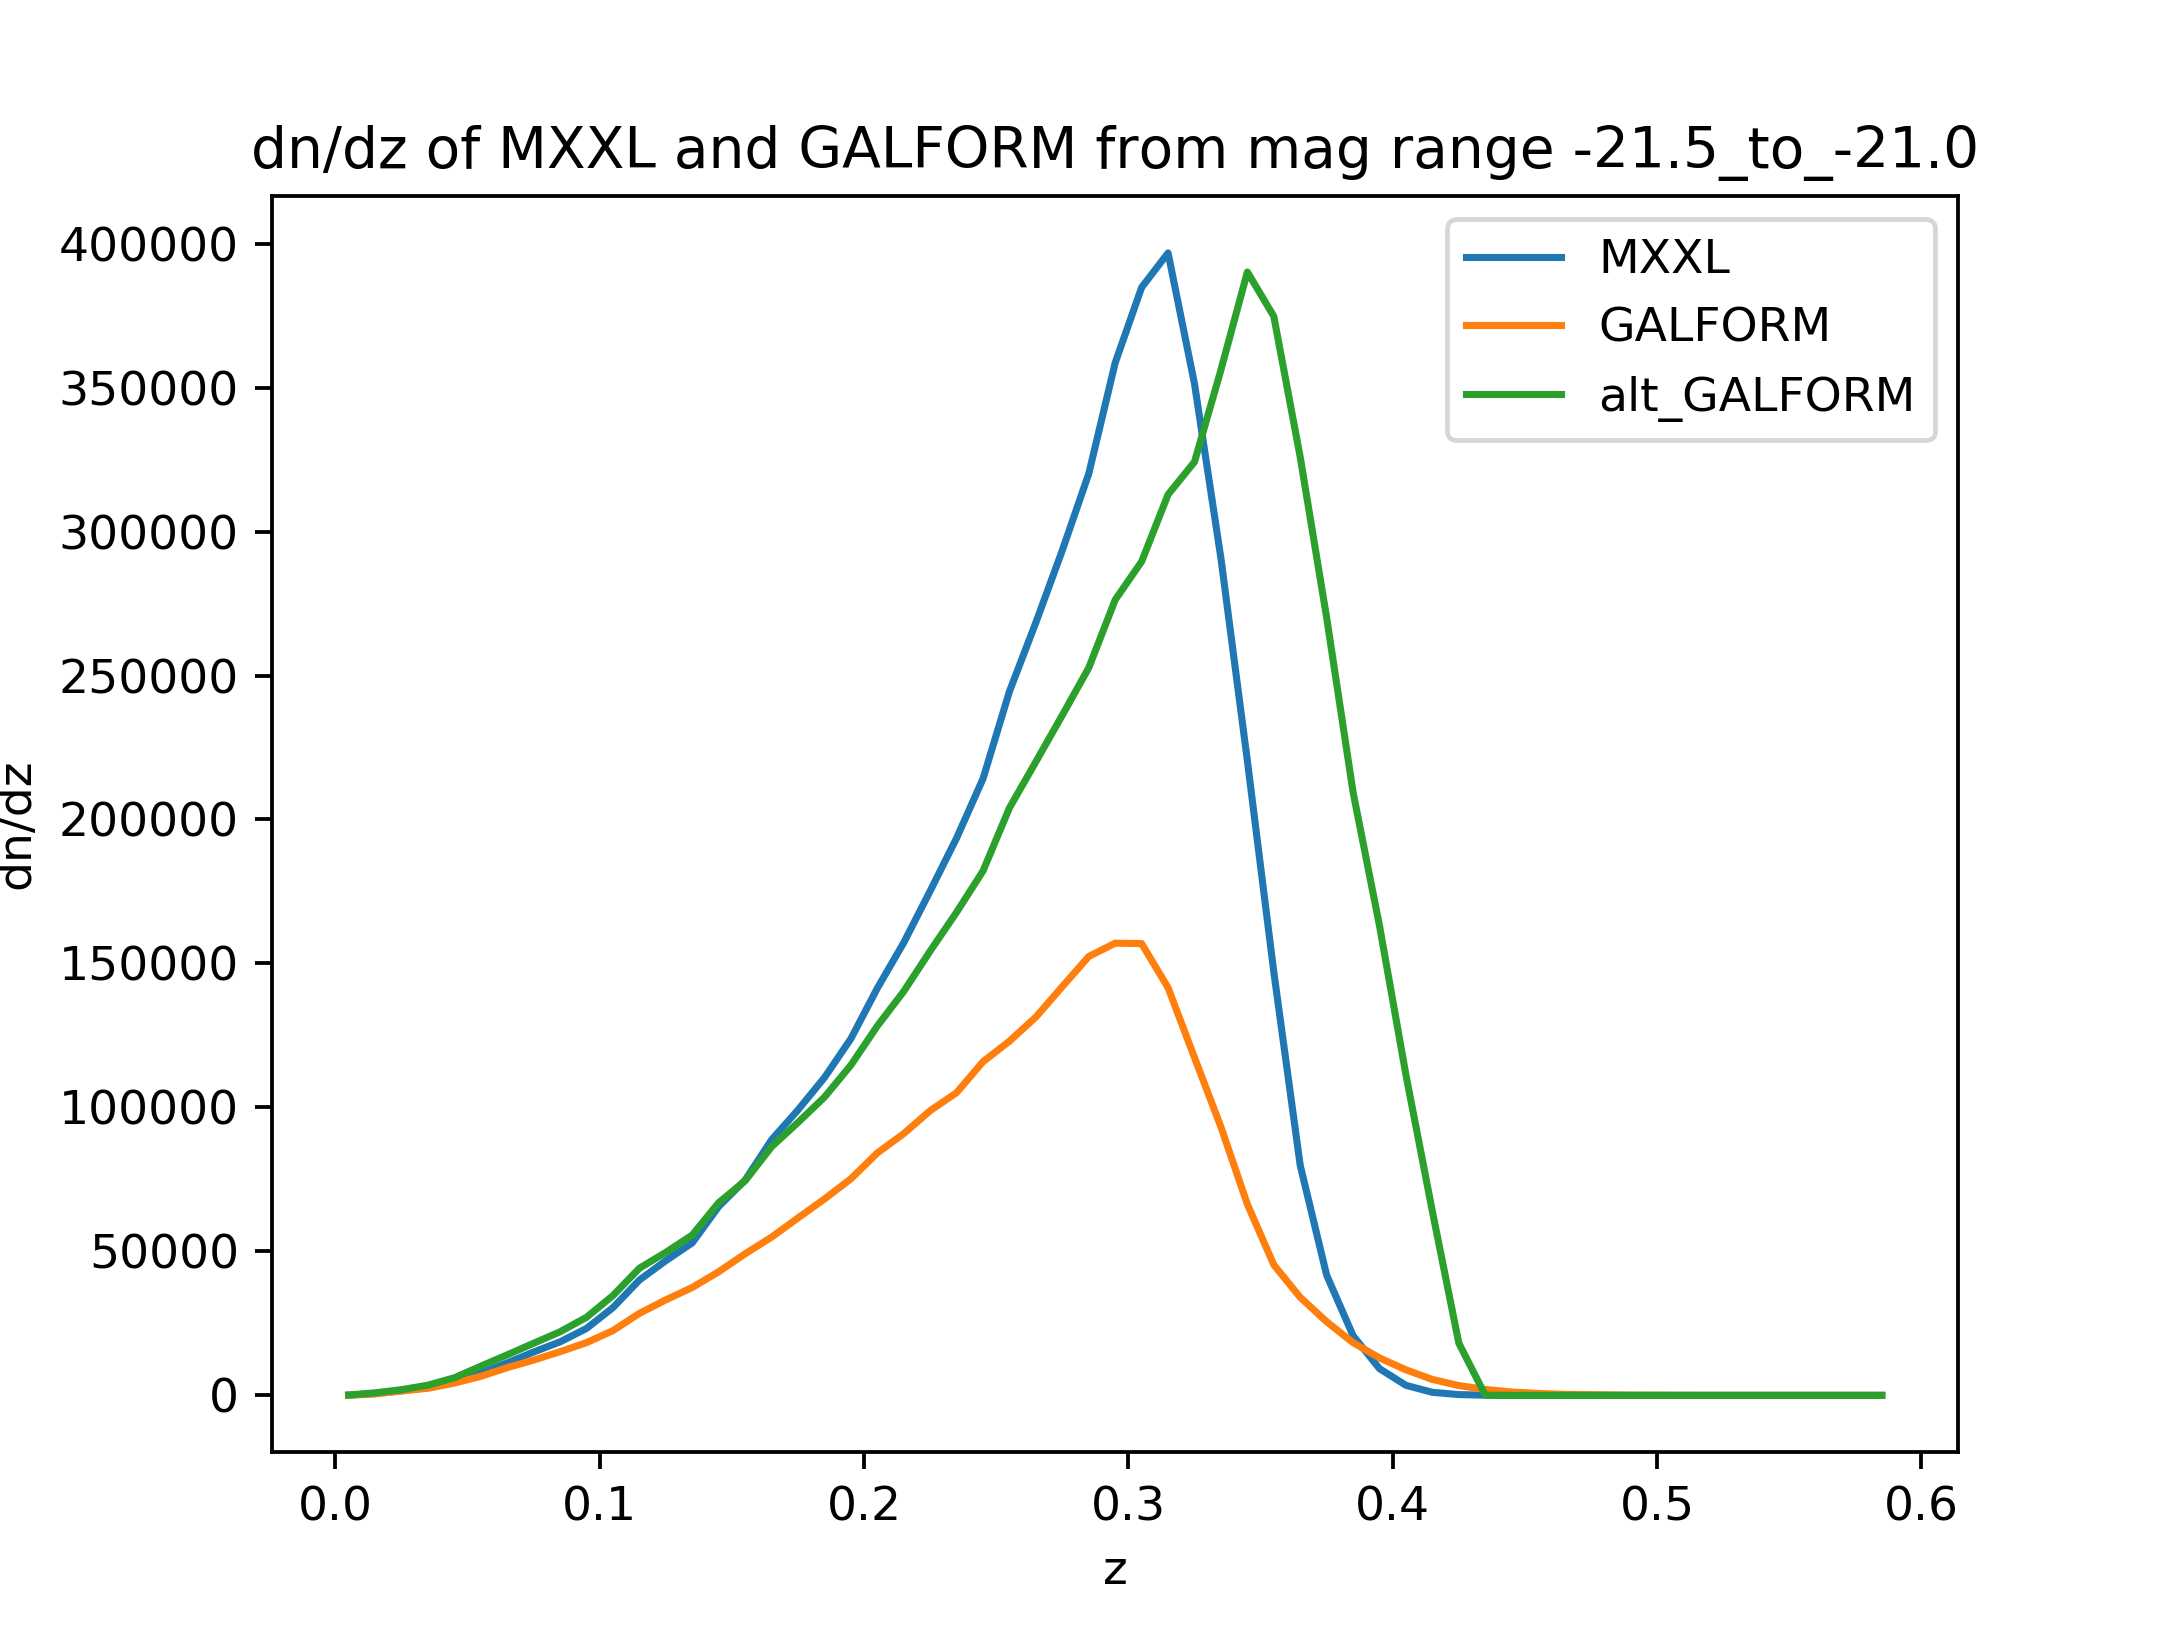 dn/dz of MXXL and GALFORM from mag range -21.5_to_-21.0
MXXL
GALFORM
alt_GALFORM
400000
350000
300000
250000
200000
150000
100000
50000
0
dn/dz
0.0 0.1 0.2 0.3 0.4 0.5 0.6
z